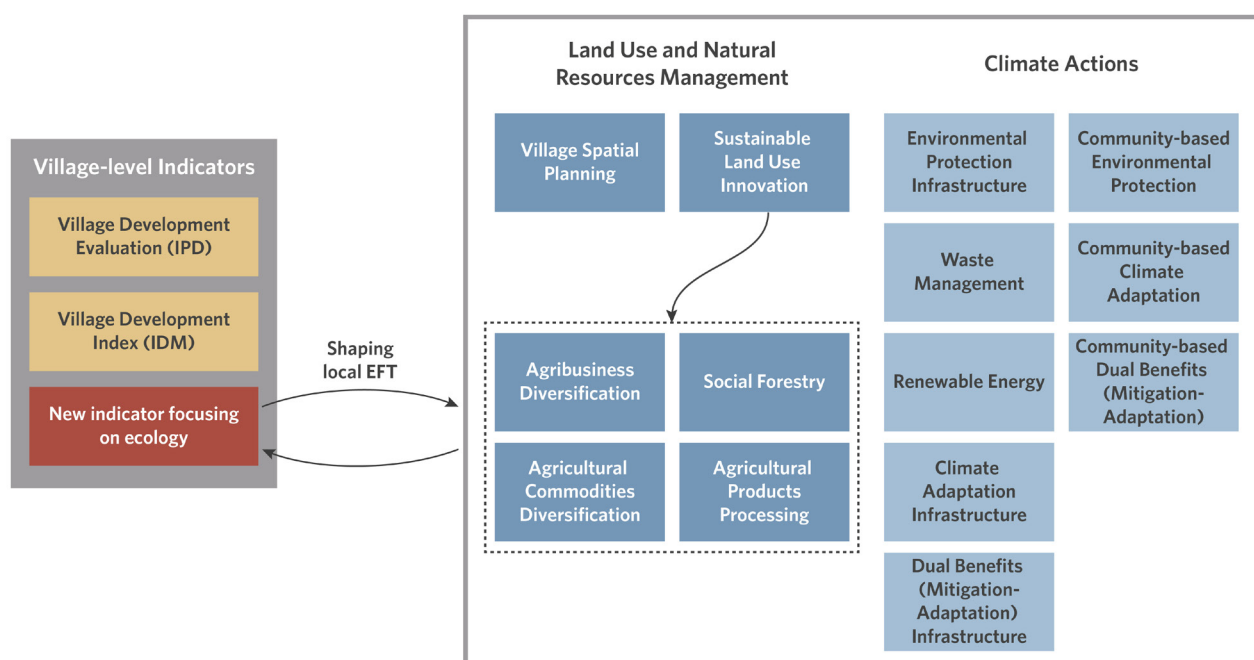 Village-level Indicators
Village Development
Evaluation (IPD)
Village Development
Index (IDM)
New indicator focusing
on ecology
Shaping
local EFT
Land Use and Natural
Resources Management
Village Spatial
Planning
Sustainable
Land Use
Innovation
Agribusiness
Diversification
Social Forestry
Agricultural
Commodities
Diversification
Agricultural
Products
Processing
Climate Actions
Environmental
Protection
Infrastructure
Community-based
Environmental
Protection
Waste
Management
Community-based
Climate
Adaptation
Renewable Energy
Community-based
Dual Benefits
(Mitigation-
Adaptation)
Climate
Adaptation
Infrastructure
Dual Benefits
(Mitigation-
Adaptation)
Infrastructure